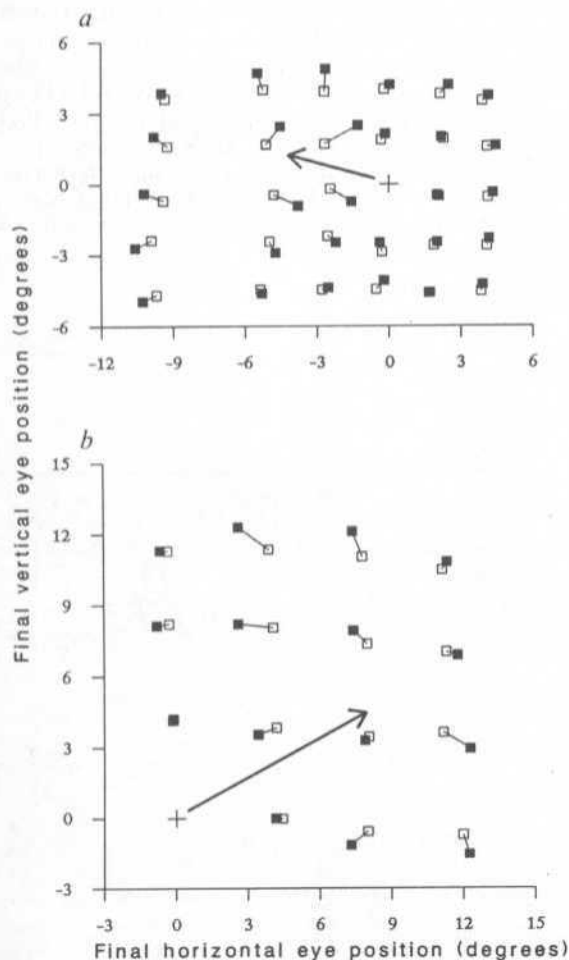 a
6
3
0
-3
-6
-12 -9 -6 -3 0 3 6
b
15
12
9
6
3
0
-3
-3 0 3 6 9 12 15
Final vertical eye position (degrees)
Final horizontal eye position (degrees)